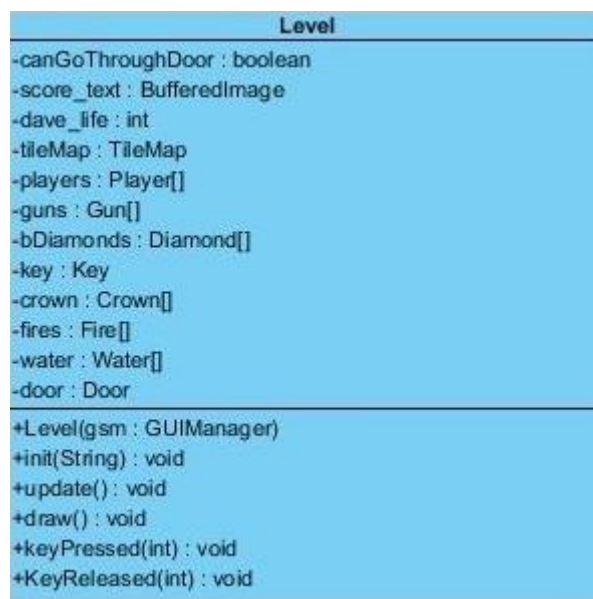 Level
-canGoThroughDoor : boolean
-score_text : BufferedImage
-dave_life : int
-tileMap : TileMap
-players : Player[]
-guns : Gun[]
-bDiamonds : Diamond[]
-key : Key
-crown : Crown[]
-fires : Fire[]
-water : Water[]
-door : Door
+Level(gsm : GUIManager)
+init(String) : void
+update() : void
+draw() : void
+keyPressed(int) : void
+KeyReleased(int) : void